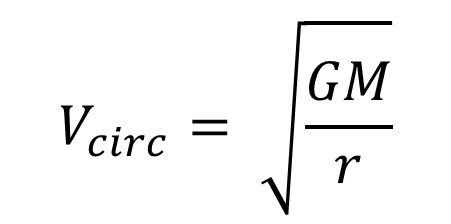 V_circ = √(GM/r)